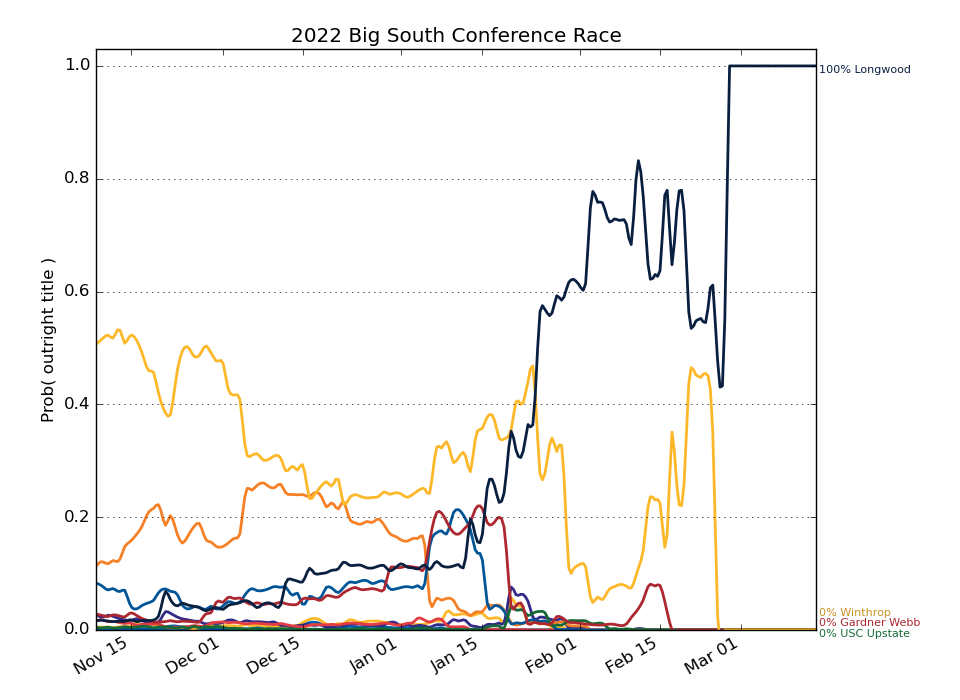 2022 Big South Conference Race
Prob( outright title )
1.0
0.8
0.6
0.4
0.2
0.0
100% Longwood
0% Winthrop
0% Gardner Webb
0% USC Upstate
Nov 15
Dec 01
Dec 15
Jan 01
Jan 15
Feb 01
Feb 15
Mar 01